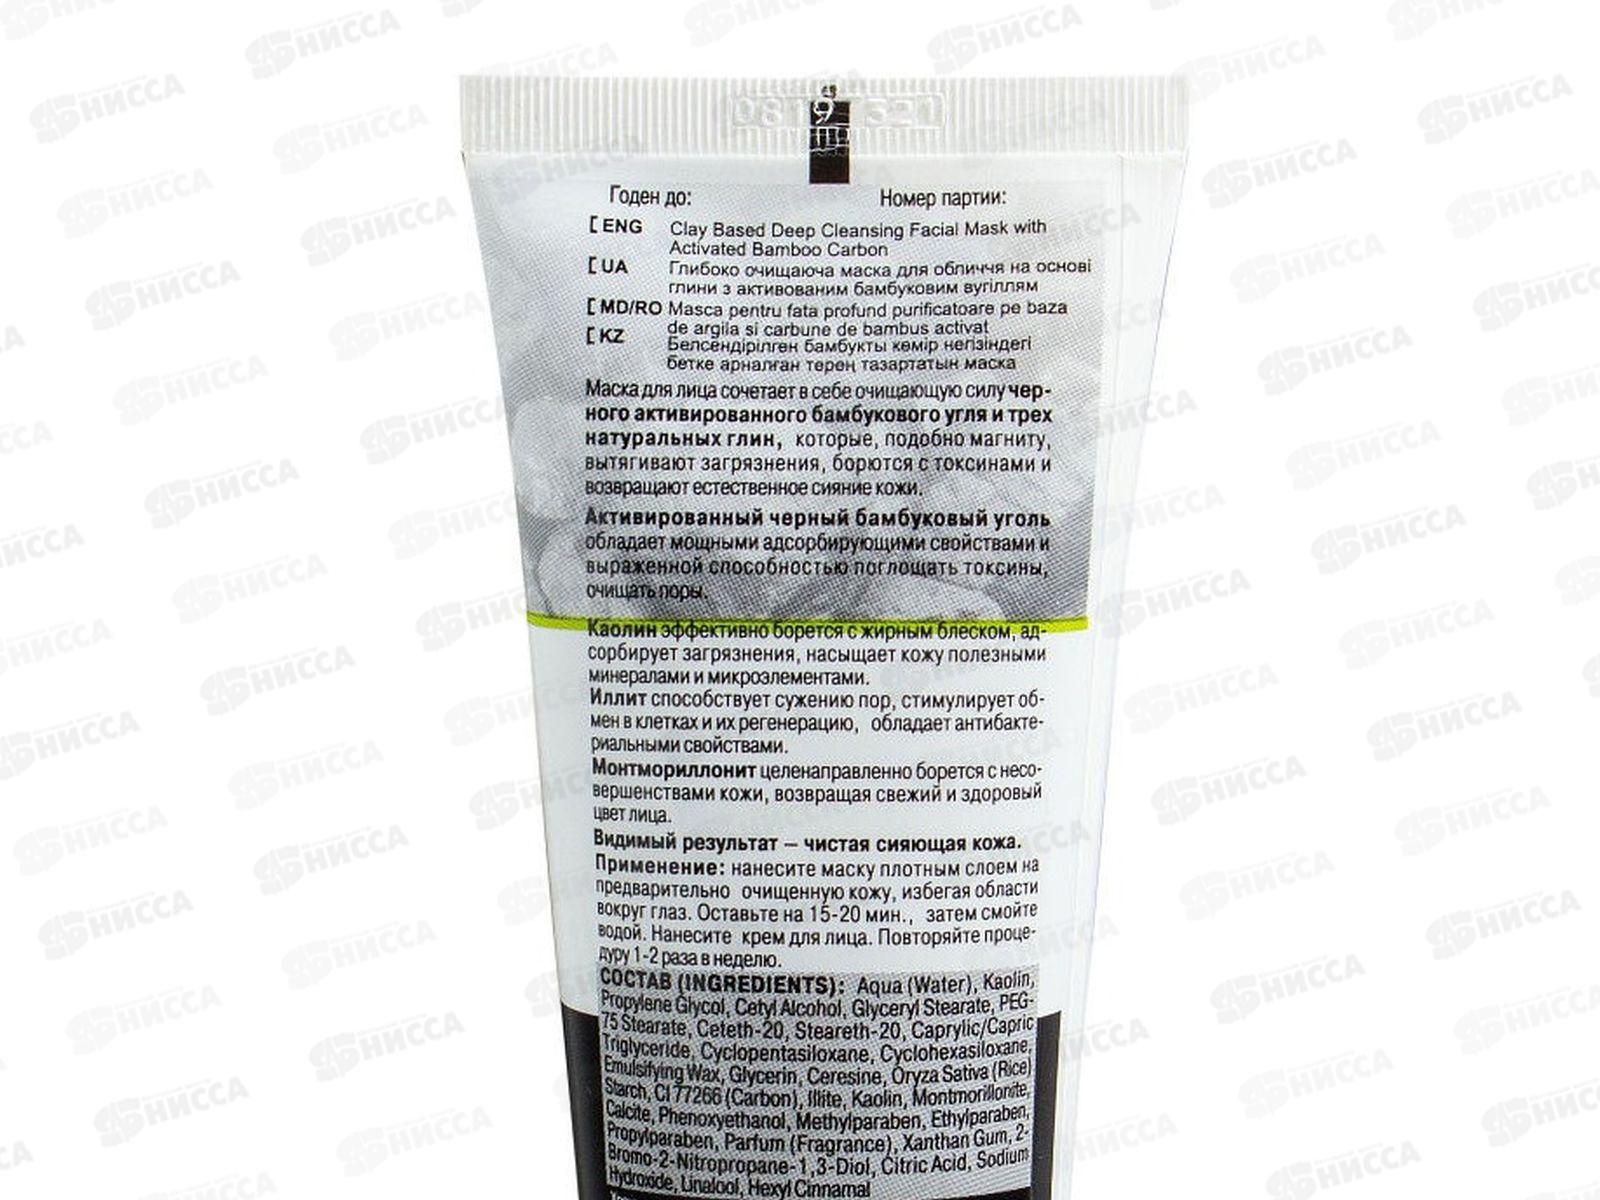 0819 521
Годен до: Номер партии:
[ ENG Clay Based Deep Cleansing Facial Mask with
Activated Bamboo Carbon
[ UA Глибоко очищаюча маска для обличчя на основі
глини з активованим бамбуковим вугіллям
[ MD/RO Masca pentru fata profund purificatoare pe baza
de argila si carbune de bambus activat
[ KZ Белсендірілген бамбукты көмір негізіндегі
бетке арналған терең тазартатын маска
Маска для лица сочетает в себе очищающую силу чер-
ного активированного бамбукового угля и трех
натуральных глин, которые, подобно магниту,
вытягивают загрязнения, борются с токсинами и
возвращают естественное сияние кожи.
Активированный черный бамбуковый уголь
обладает мощными адсорбирующими свойствами и
выраженной способностью поглощать токсины,
очищать поры.
Каолин эффективно борется с жирным блеском, ад-
сорбирует загрязнения, насыщает кожу полезными
минералами и микроэлементами.
Иллит способствует сужению пор, стимулирует об-
мен в клетках и их регенерацию, обладает антибакте-
риальными свойствами.
Монтмориллонит целенаправленно борется с несо-
вершенствами кожи, возвращая свежий и здоровый
цвет лица.
Видимый результат – чистая сияющая кожа.
Применение: нанесите маску плотным слоем на
предварительно очищенную кожу, избегая области
вокруг глаз. Оставьте на 15-20 мин., затем смойте
водой. Нанесите крем для лица. Повторяйте проце-
дуру 1-2 раза в неделю.
СОСТАВ (INGREDIENTS): Aqua (Water), Kaolin,
Propylene Glycol, Cetyl Alcohol, Glyceryl Stearate, PEG-
75 Stearate, Ceteth-20, Steareth-20, Caprylic/Capric
Triglyceride, Cyclopentasiloxane, Cyclohexasiloxane,
Emulsifying Wax, Glycerin, Ceresine, Oryza Sativa (Rice)
Starch, CI 77266 (Carbon), Illite, Kaolin, Montmorillonite,
Calcite, Phenoxyethanol, Methylparaben, Ethylparaben,
Propylparaben, Parfum (Fragrance), Xanthan Gum, 2-
Bromo-2-Nitropropane-1,3-Diol, Citric Acid, Sodium
Hydroxide, Linalool, Hexyl Cinnamal
НИССА